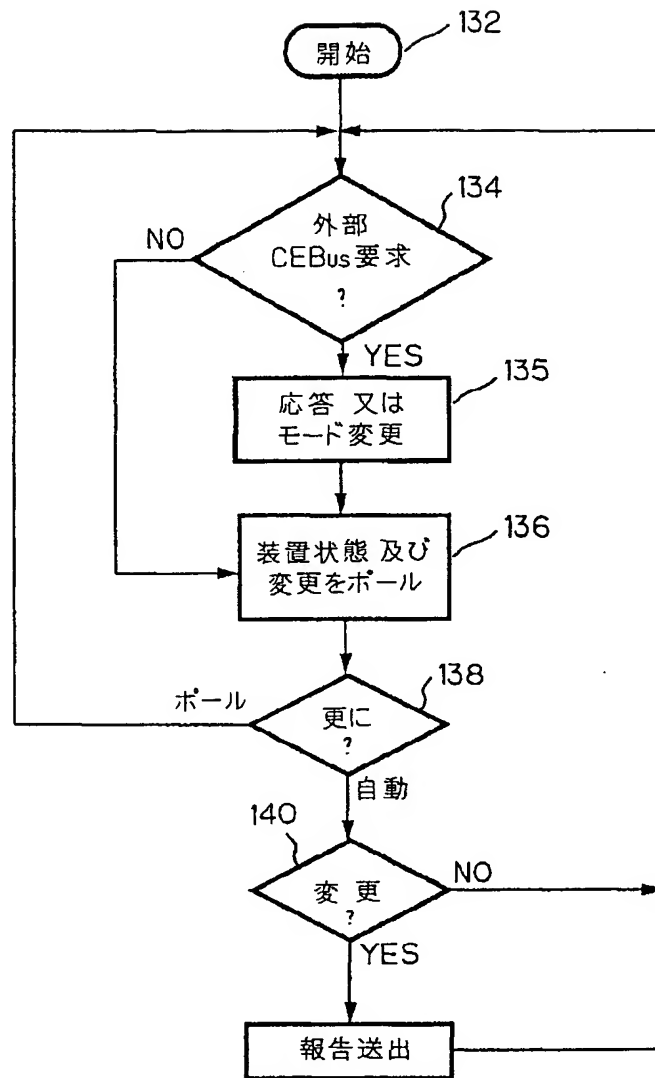 132
開始
134
外部
CEBus要求
?
NO
YES
135
応答 又は
モード変更
136
装置状態 及び
変更をポール
ポール
138
更に
?
自動
140
変更
?
NO
YES
報告送出